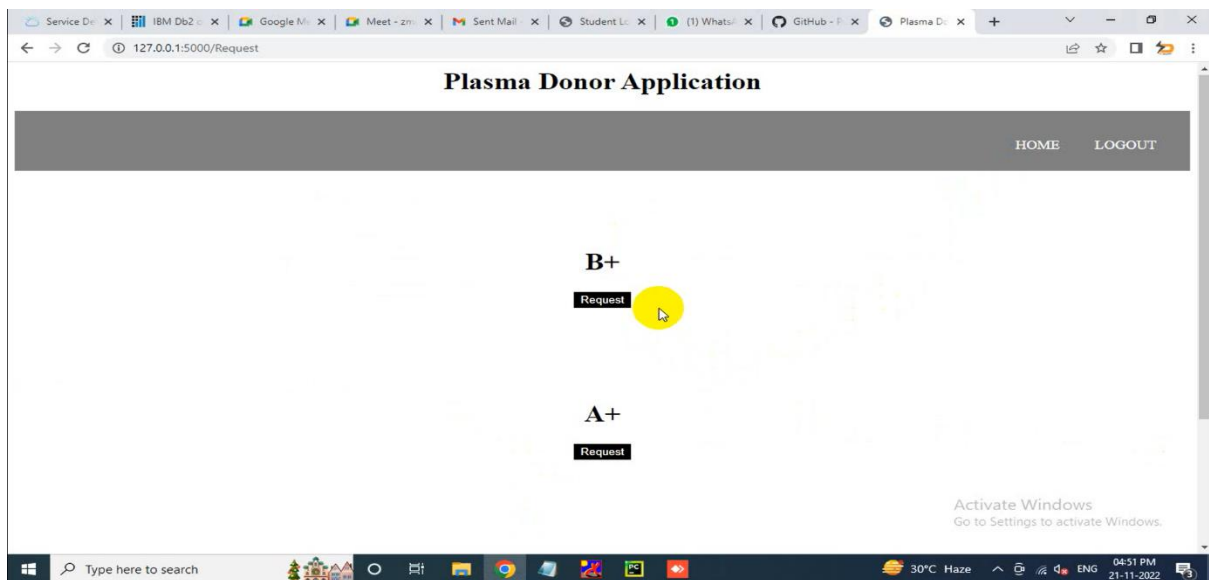 Service De
IBM Db2
Google M
Meet - zm
Sent Mail -
Student Lo
(1) Whats
GitHub -
Plasma Do
127.0.0.1:5000/Request
Plasma Donor Application
HOME LOGOUT
B+
Request
A+
Request
Activate Windows
Go to Settings to activate Windows.
Type here to search
30°C Haze
ENG
04:51 PM
21-11-2022